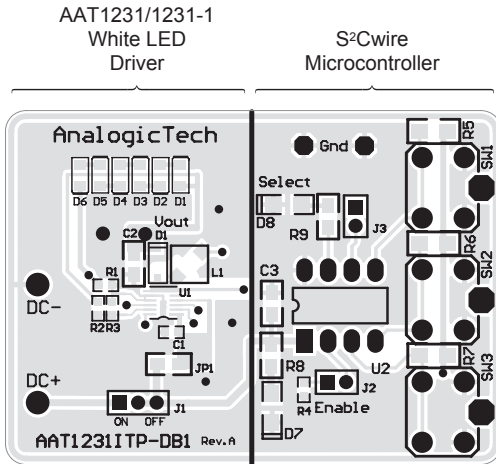 AAT1231/1231-1
White LED
Driver
S²Cwire
Microcontroller
AnalogicTech
Gnd
R5
SW1
D6 D5 D4 D3 D2 D1
Select
D8
R9
J3
Vout
C2
D1
L1
U1
R6
SW2
C3
DC-
R1
R2 R3
C1
JP1
R8
U2
R7
SW3
DC+
J1
ON OFF
R4
J2
Enable
D7
AAT1231ITP-DB1 Rev.A